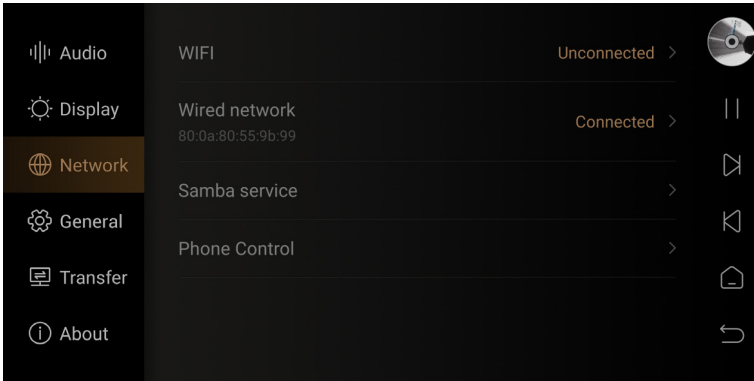 Audio
Display
Network
General
Transfer
About
WIFI
Unconnected
Wired network
80:0a:80:55:9b:99
Connected
Samba service
Phone Control